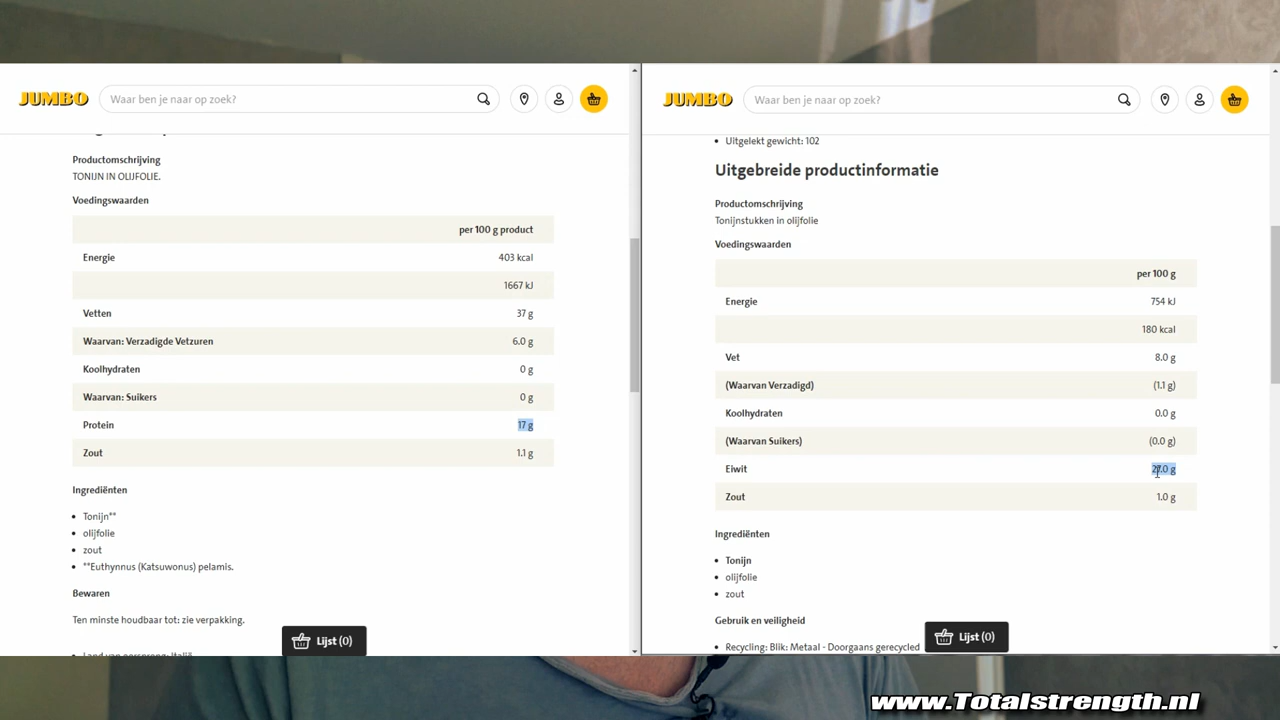 JUMBO
Waar ben je naar op zoek?
Productomschrijving
TONIJN IN OLIJFOLIE.
Voedingswaarden
per 100 g product
Energie 403 kcal
1667 kJ
Vetten 37 g
Waarvan: Verzadigde Vetzuren 6.0 g
Koolhydraten 0 g
Waarvan: Suikers 0 g
Protein 17 g
Zout 1.1 g
Ingrediënten
• Tonijn**
• olijfolie
• zout
• **Euthynnus (Katsuwonus) pelamis.
Bewaren
Ten minste houdbaar tot: zie verpakking.
Lijst (0)
JUMBO
Waar ben je naar op zoek?
• Uitgelekt gewicht: 102
Uitgebreide productinformatie
Productomschrijving
Tonijnstukken in olijfolie
Voedingswaarden
per 100 g
Energie 754 kJ
180 kcal
Vet 8.0 g
(Waarvan Verzadigd) (1.1 g)
Koolhydraten 0.0 g
(Waarvan Suikers) (0.0 g)
Eiwit 27.0 g
Zout 1.0 g
Ingrediënten
• Tonijn
• olijfolie
• zout
Gebruik en veiligheid
• Recycling: Blik: Metaal - Doorgaans gerecycled
Lijst (0)
www.Totalstrength.nl